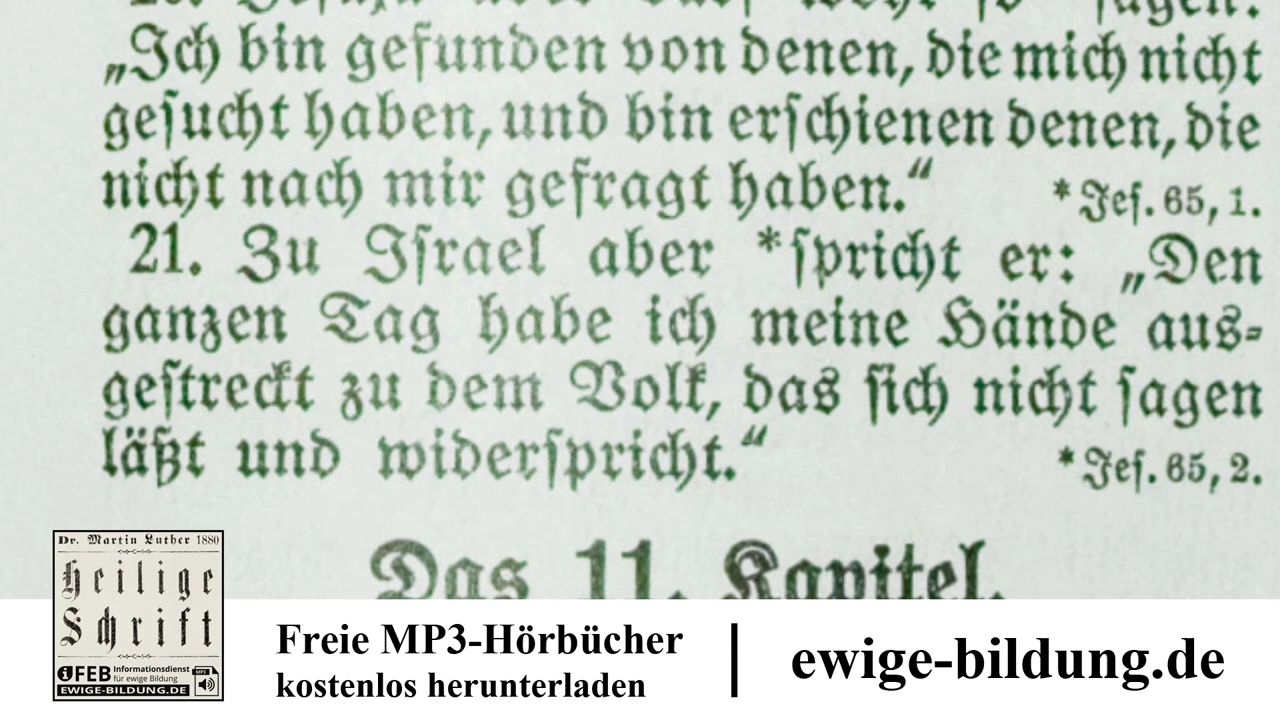 „Ich bin gefunden von denen, die mich nicht
gesucht haben, und bin erschienen denen, die
nicht nach mir gefragt haben.“ * Jes. 65, 1.
21. Zu Israel aber *spricht er: „Den
ganzen Tag habe ich meine Hände aus-
gestreckt zu dem Volk, das sich nicht sagen
läßt und widerspricht.“ * Jes. 65, 2.
Das 11. Kapitel.
Dr. Martin Luther 1880
Heilige
Schrift
iFEB Informationsdienst
für ewige Bildung
MP3
EWIGE-BILDUNG.DE
Freie MP3-Hörbücher
kostenlos herunterladen
ewige-bildung.de